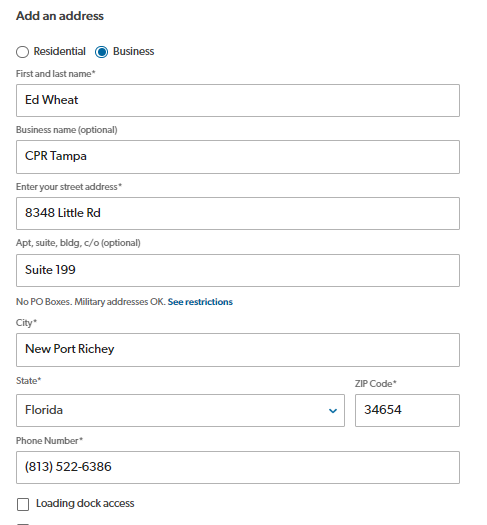 Add an address
Residential Business
First and last name*
Ed Wheat
Business name (optional)
CPR Tampa
Enter your street address*
8348 Little Rd
Apt, suite, bldg, c/o (optional)
Suite 199
No PO Boxes. Military addresses OK. See restrictions
City*
New Port Richey
State* ZIP Code*
Florida 34654
Phone Number*
(813) 522-6386
Loading dock access